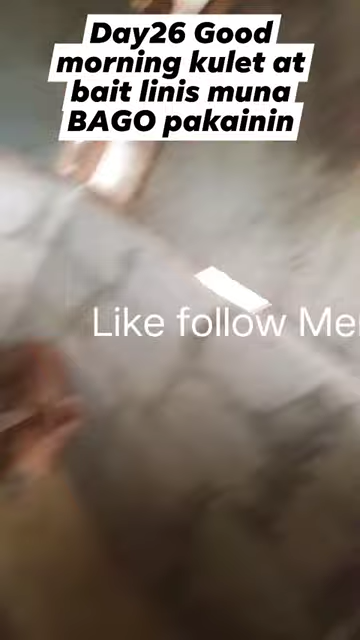 Day26 Good
morning kulet at
bait linis muna
BAGO pakainin
Like follow Me